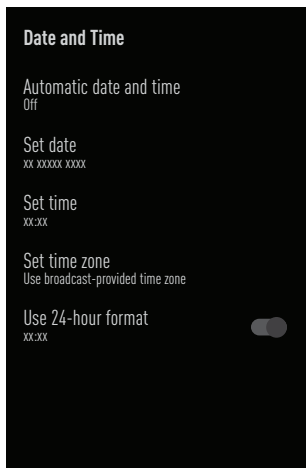 Date and Time
Automatic date and time
Off
Set date
xx xxxxx xxxx
Set time
xx:xx
Set time zone
Use broadcast-provided time zone
Use 24-hour format
xx:xx